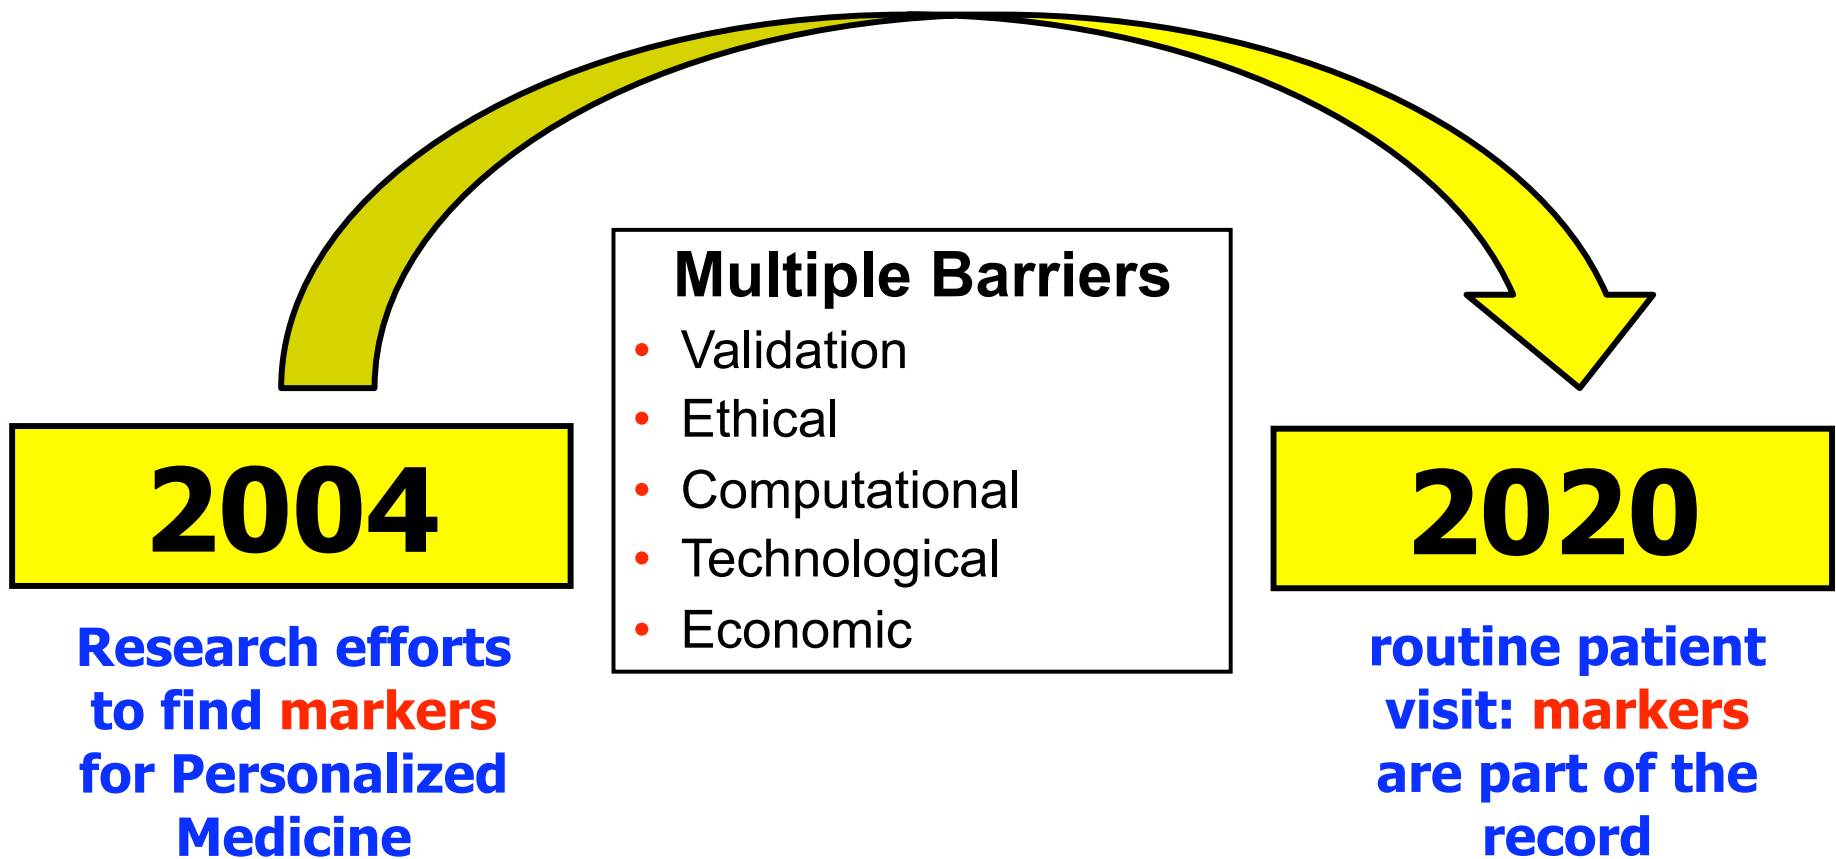 2004
Research efforts
to find markers
for Personalized
Medicine
Multiple Barriers
• Validation
• Ethical
• Computational
• Technological
• Economic
2020
routine patient
visit: markers
are part of the
record